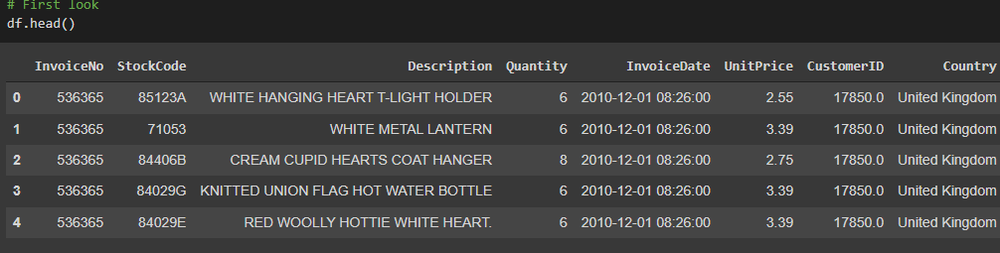 # First look
df.head()
InvoiceNo StockCode Description Quantity InvoiceDate UnitPrice CustomerID Country
0 536365 85123A WHITE HANGING HEART T-LIGHT HOLDER 6 2010-12-01 08:26:00 2.55 17850.0 United Kingdom
1 536365 71053 WHITE METAL LANTERN 6 2010-12-01 08:26:00 3.39 17850.0 United Kingdom
2 536365 84406B CREAM CUPID HEARTS COAT HANGER 8 2010-12-01 08:26:00 2.75 17850.0 United Kingdom
3 536365 84029G KNITTED UNION FLAG HOT WATER BOTTLE 6 2010-12-01 08:26:00 3.39 17850.0 United Kingdom
4 536365 84029E RED WOOLLY HOTTIE WHITE HEART. 6 2010-12-01 08:26:00 3.39 17850.0 United Kingdom